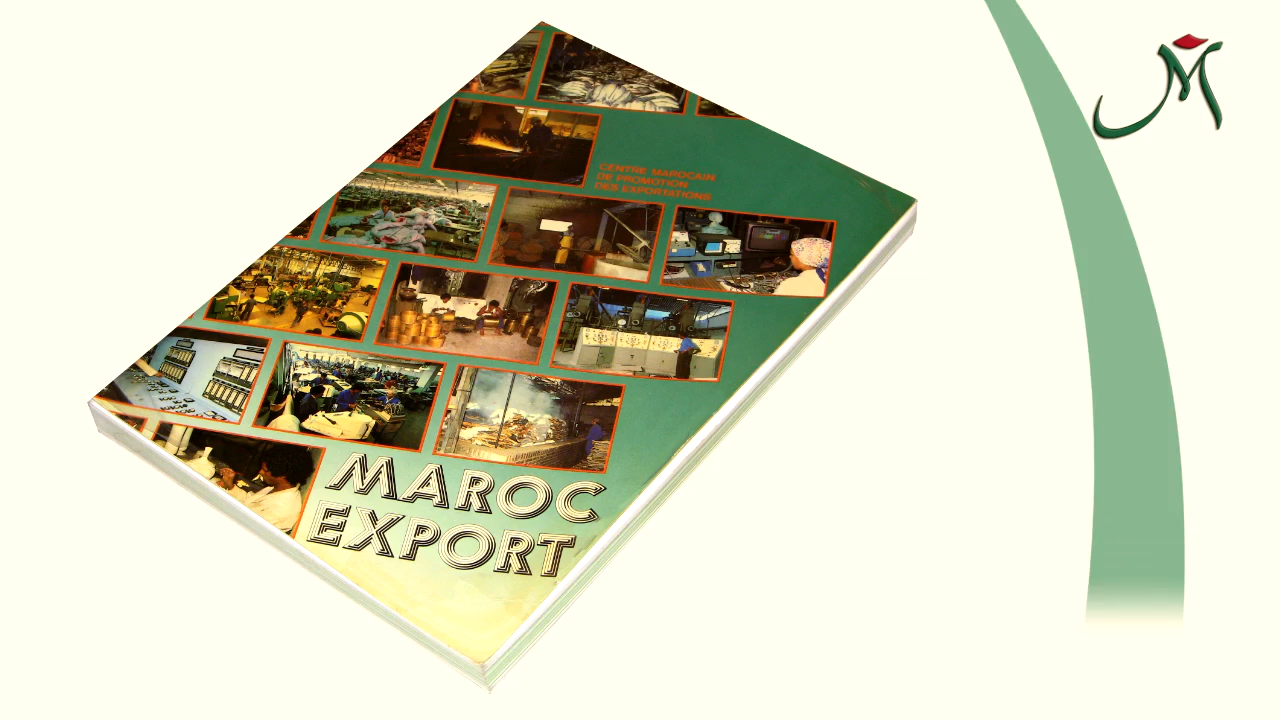 CENTRE MAROCAIN
DE PROMOTION
DES EXPORTATIONS
MAROC
EXPORT